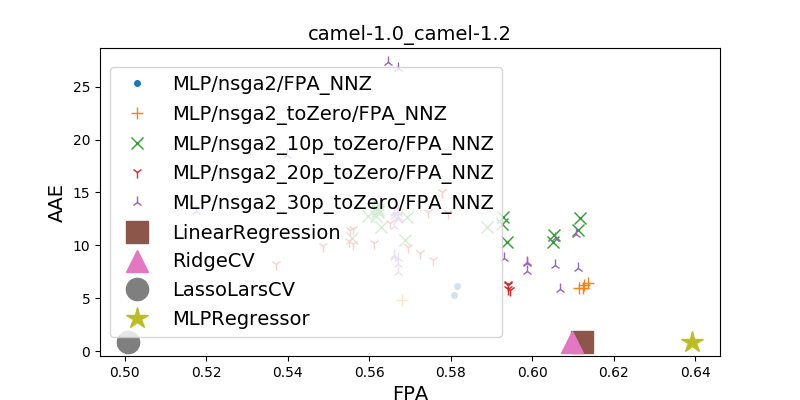 camel-1.0_camel-1.2
AAE
25
20
15
10
5
0
MLP/nsga2/FPA_NNZ
MLP/nsga2_toZero/FPA_NNZ
MLP/nsga2_10p_toZero/FPA_NNZ
MLP/nsga2_20p_toZero/FPA_NNZ
MLP/nsga2_30p_toZero/FPA_NNZ
LinearRegression
RidgeCV
LassoLarsCV
MLPRegressor
0.50 0.52 0.54 0.56 0.58 0.60 0.62 0.64
FPA